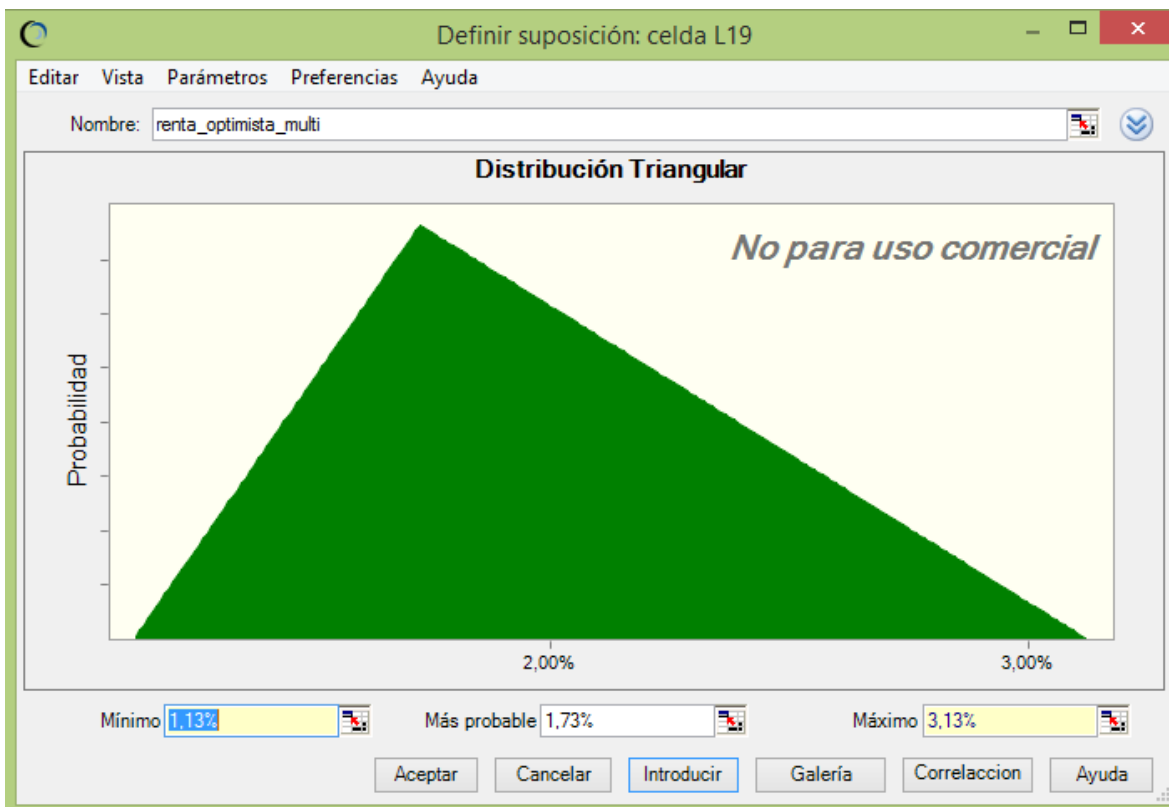 Definir suposición: celda L19
Editar Vista Parámetros Preferencias Ayuda
Nombre: renta_optimista_multi
Distribución Triangular
No para uso comercial
Probabilidad
2,00% 3,00%
Mínimo 1,13% Más probable 1,73% Máximo 3,13%
Aceptar Cancelar Introducir Galería Correlaccion Ayuda